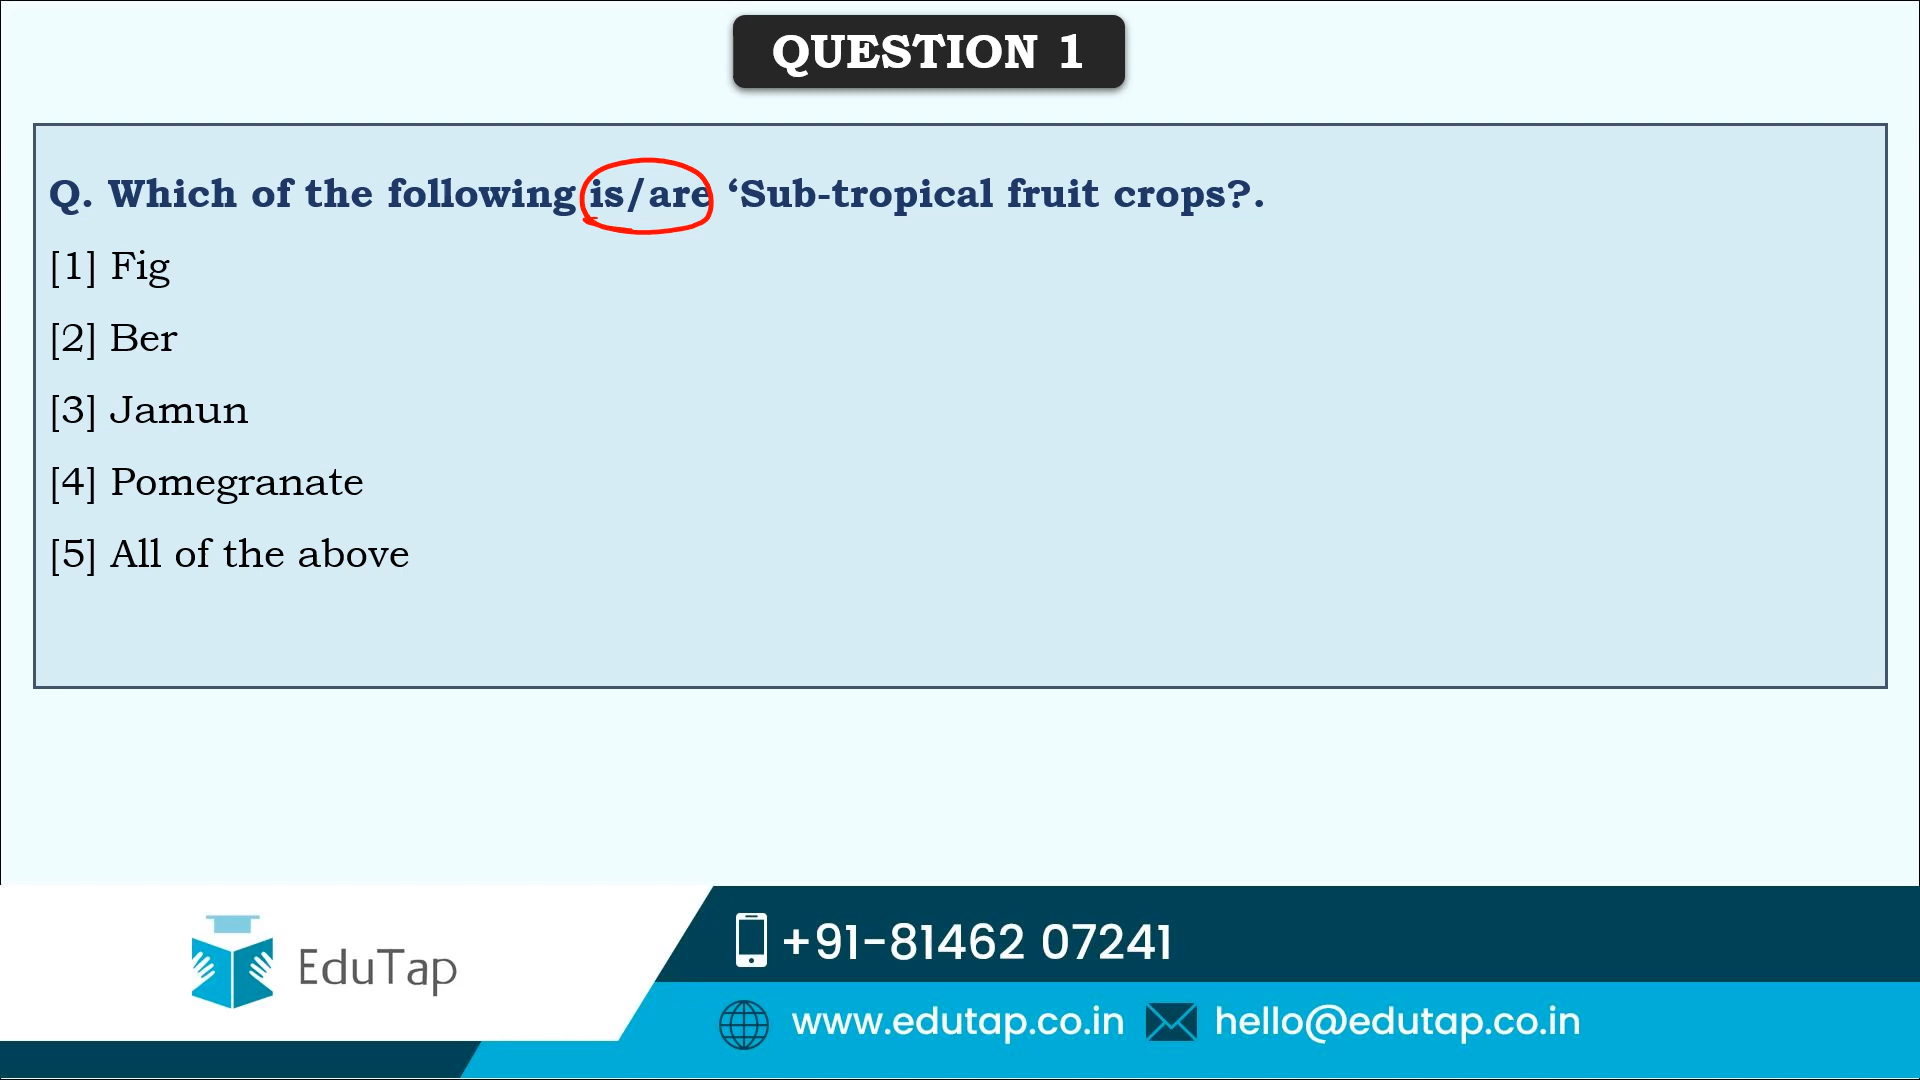 QUESTION 1
Q. Which of the following is/are ‘Sub-tropical fruit crops?.
[1] Fig
[2] Ber
[3] Jamun
[4] Pomegranate
[5] All of the above
EduTap
+91-81462 07241
www.edutap.co.in hello@edutap.co.in